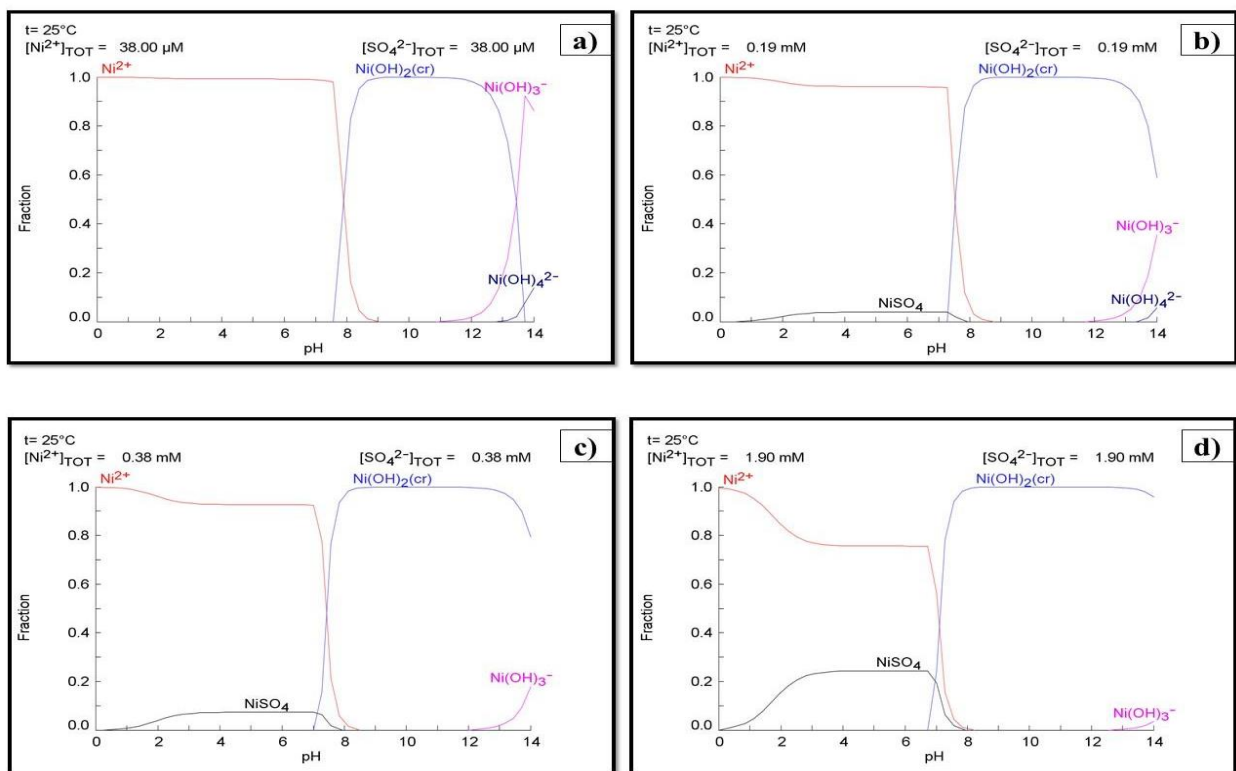 t= 25°C
[Ni²⁺]TOT = 38.00 µM [SO₄²⁻]TOT = 38.00 µM
a)
Ni²⁺ Ni(OH)₂(cr) Ni(OH)₃⁻
1.0
0.8
0.6
0.4
0.2
0.0
Fraction
Ni(OH)₄²⁻
0 2 4 6 8 10 12 14
pH
t= 25°C
[Ni²⁺]TOT = 0.19 mM [SO₄²⁻]TOT = 0.19 mM
b)
Ni²⁺ Ni(OH)₂(cr)
1.0
0.8
0.6
0.4
0.2
0.0
Fraction
Ni(OH)₃⁻
NiSO₄ Ni(OH)₄²⁻
0 2 4 6 8 10 12 14
pH
t= 25°C
[Ni²⁺]TOT = 0.38 mM [SO₄²⁻]TOT = 0.38 mM
c)
Ni²⁺ Ni(OH)₂(cr)
1.0
0.8
0.6
0.4
0.2
0.0
Fraction
NiSO₄ Ni(OH)₃⁻
0 2 4 6 8 10 12 14
pH
t= 25°C
[Ni²⁺]TOT = 1.90 mM [SO₄²⁻]TOT = 1.90 mM
d)
Ni²⁺ Ni(OH)₂(cr)
1.0
0.8
0.6
0.4
0.2
0.0
Fraction
NiSO₄
Ni(OH)₃⁻
0 2 4 6 8 10 12 14
pH